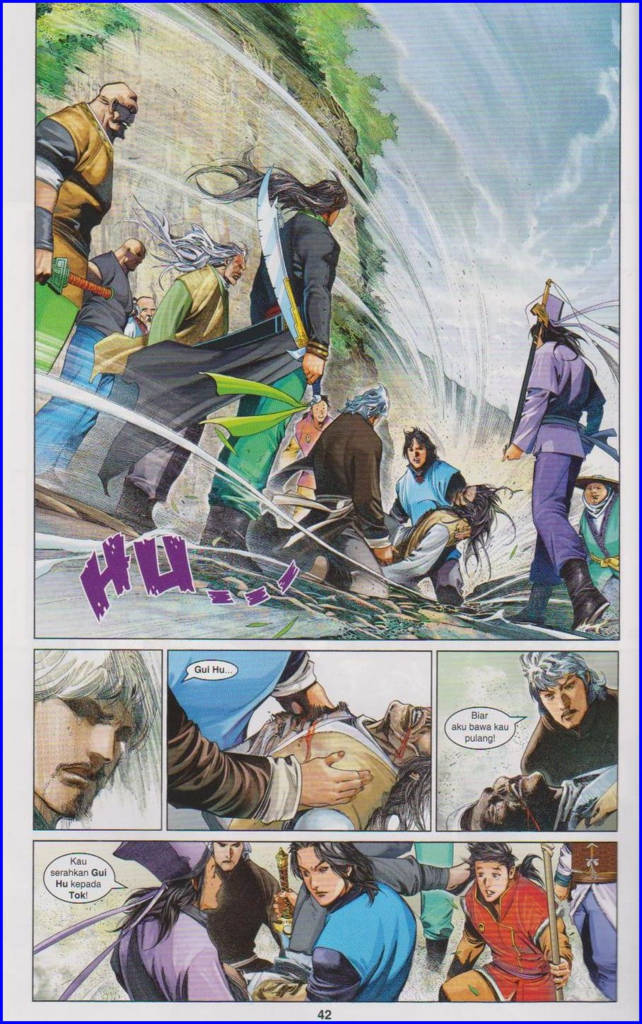 HU...
Gui Hu...
Biar
aku bawa kau
pulang!
Kau
serahkan Gui
Hu kepada
Tok!
42